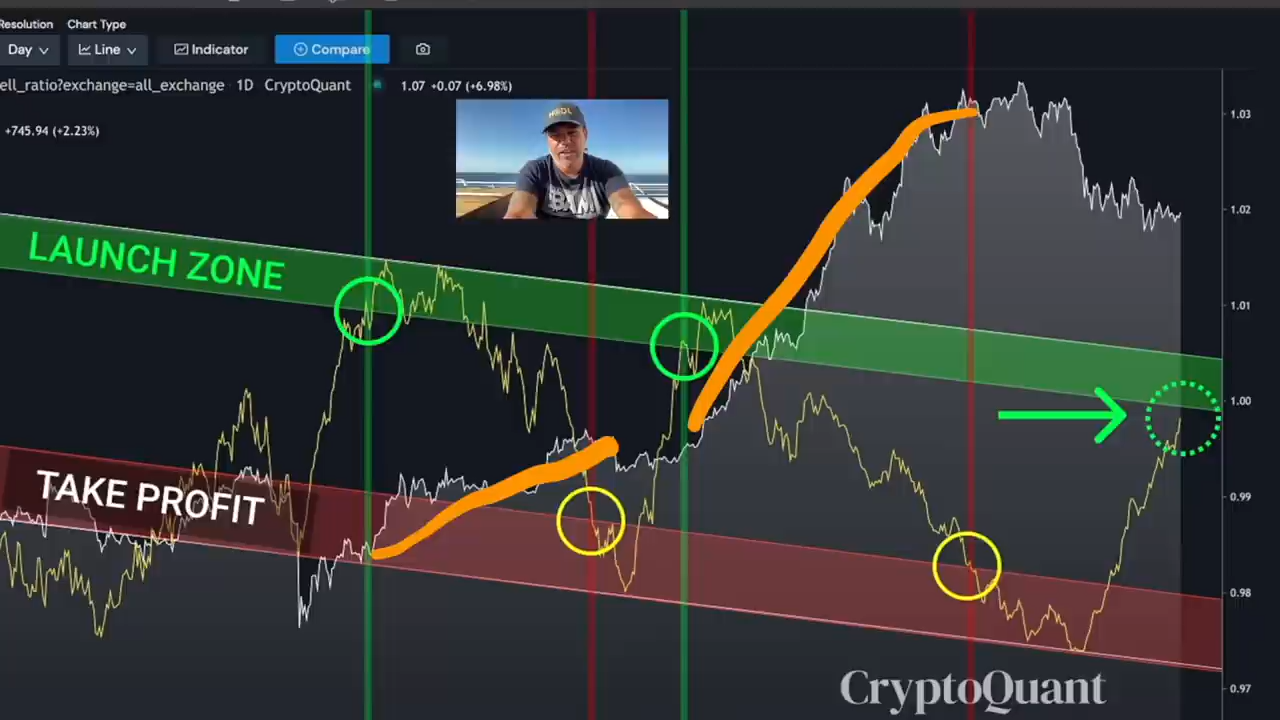 Resolution Chart Type
Day Line Indicator Compare
ell_ratio?exchange=all_exchange 1D CryptoQuant 1.07 +0.07 (+6.98%)
+745.94 (+2.23%)
HODL
BAM
LAUNCH ZONE
TAKE PROFIT
1.03
1.02
1.01
1.00
0.99
0.98
0.97
CryptoQuant